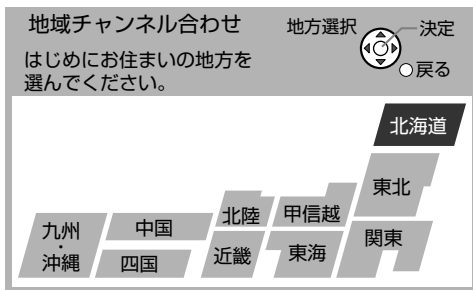 地域チャンネル合わせ
地方選択
決定
戻る
はじめにお住まいの地方を
選んでください。
北海道
東北
北陸
甲信越
関東
九州
・
沖縄
中国
近畿
東海
四国